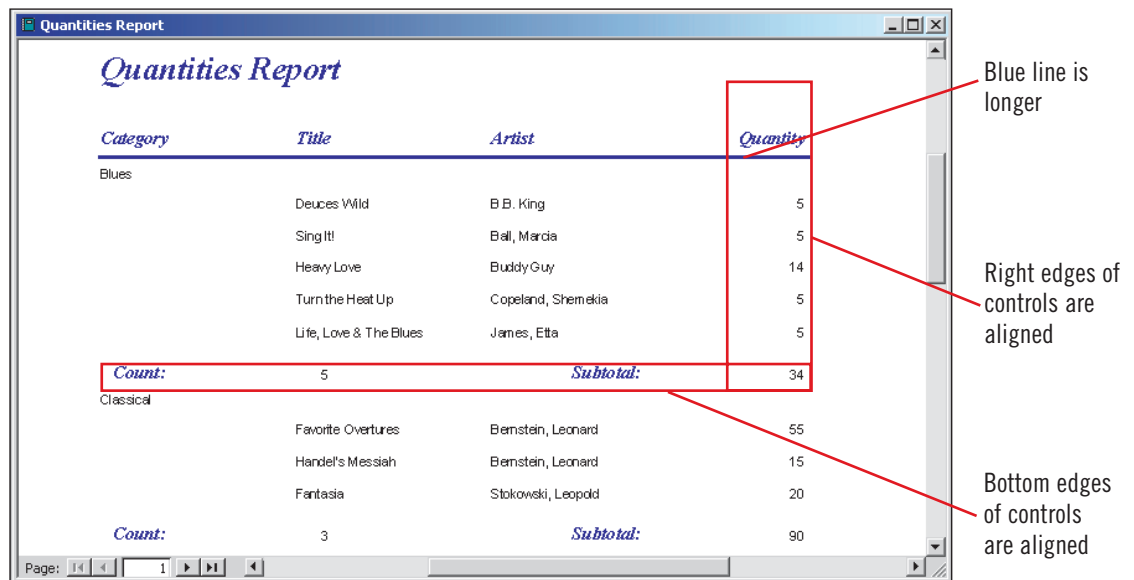 Quantities Report
Quantities Report
Blue line is
longer
Category Title Artist Quantity
Blues
Deuces Wild B.B. King 5
Sing It! Ball, Marcia 5
Heavy Love Buddy Guy 14
Turn the Heat Up Copeland, Shemekia 5
Life, Love & The Blues James, Etta 5
Right edges of
controls are
aligned
Count: 5 Subtotal: 34
Classical
Favorite Overtures Bernstein, Leonard 55
Handel's Messiah Bernstein, Leonard 15
Fantasia Stokowski, Leopold 20
Count: 3 Subtotal: 90
Bottom edges
of controls
are aligned
Page: 1